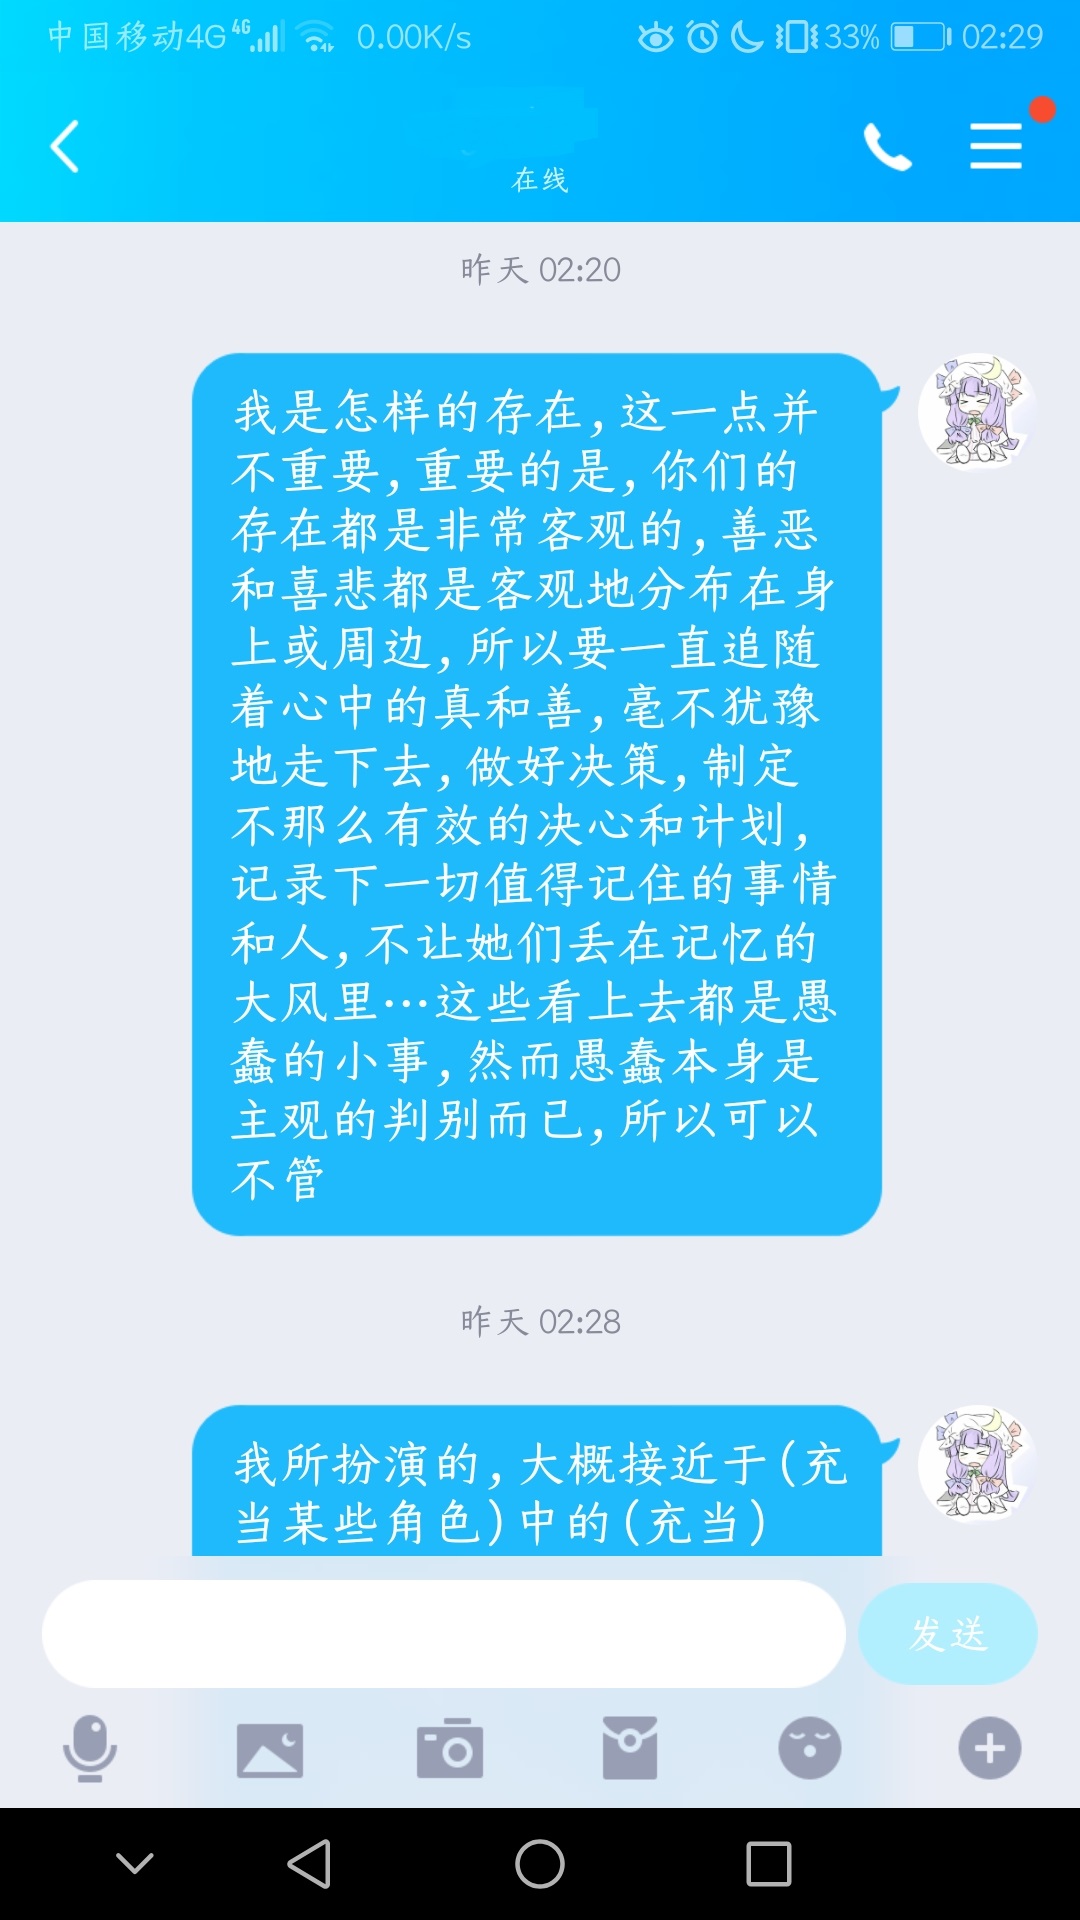 中国移动4G 4G 0.00K/s 33% 02:29
在线
昨天 02:20
我是怎样的存在,这一点并
不重要,重要的是,你们的
存在都是非常客观的,善恶
和喜悲都是客观地分布在身
上或周边,所以要一直追随
着心中的真和善,毫不犹豫
地走下去,做好决策,制定
不那么有效的决心和计划,
记录下一切值得记住的事情
和人,不让她们丢在记忆的
大风里…这些看上去都是愚
蠢的小事,然而愚蠢本身是
主观的判别而已,所以可以
不管
昨天 02:28
我所扮演的,大概接近于(充
当某些角色)中的(充当)
发送